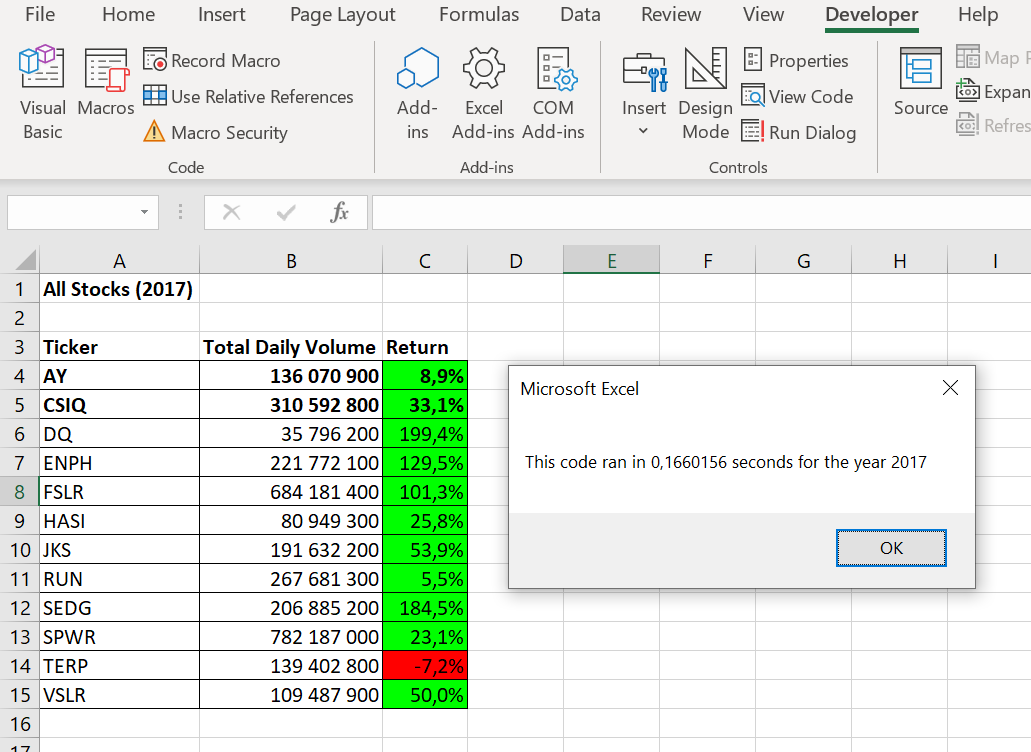 File Home Insert Page Layout Formulas Data Review View Developer Help
Visual Basic
Macros
Record Macro
Use Relative References
Macro Security
Code
Add-ins
Excel Add-ins
COM Add-ins
Add-ins
Insert
Design Mode
Properties
View Code
Run Dialog
Controls
Source
Map
Expan
Refres
fx
A B C D E F G H I
1 All Stocks (2017)
2
3 Ticker Total Daily Volume Return
4 AY 136 070 900 8,9%
5 CSIQ 310 592 800 33,1%
6 DQ 35 796 200 199,4%
7 ENPH 221 772 100 129,5%
8 FSLR 684 181 400 101,3%
9 HASI 80 949 300 25,8%
10 JKS 191 632 200 53,9%
11 RUN 267 681 300 5,5%
12 SEDG 206 885 200 184,5%
13 SPWR 782 187 000 23,1%
14 TERP 139 402 800 -7,2%
15 VSLR 109 487 900 50,0%
16
17
Microsoft Excel
This code ran in 0,1660156 seconds for the year 2017
OK